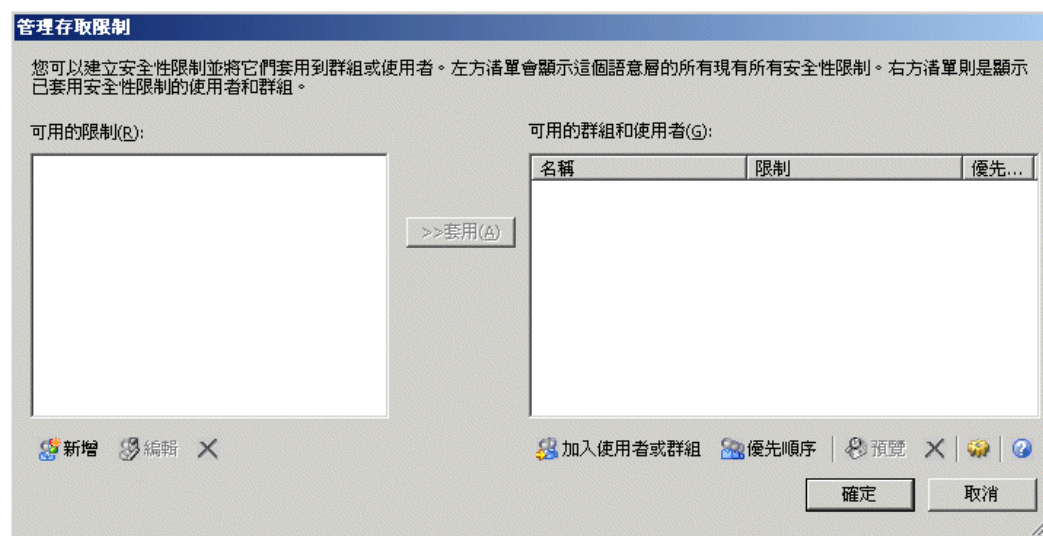 管理存取限制
您可以建立安全性限制並將它們套用到群組或使用者。左方清單會顯示這個語意層的所有現有所有安全性限制。右方清單則是顯示
已套用安全性限制的使用者和群組。
可用的限制(R):
可用的群組和使用者(G):
名稱 限制 優先...
>>套用(A)
新增 編輯 加入使用者或群組 優先順序 預覽
確定 取消